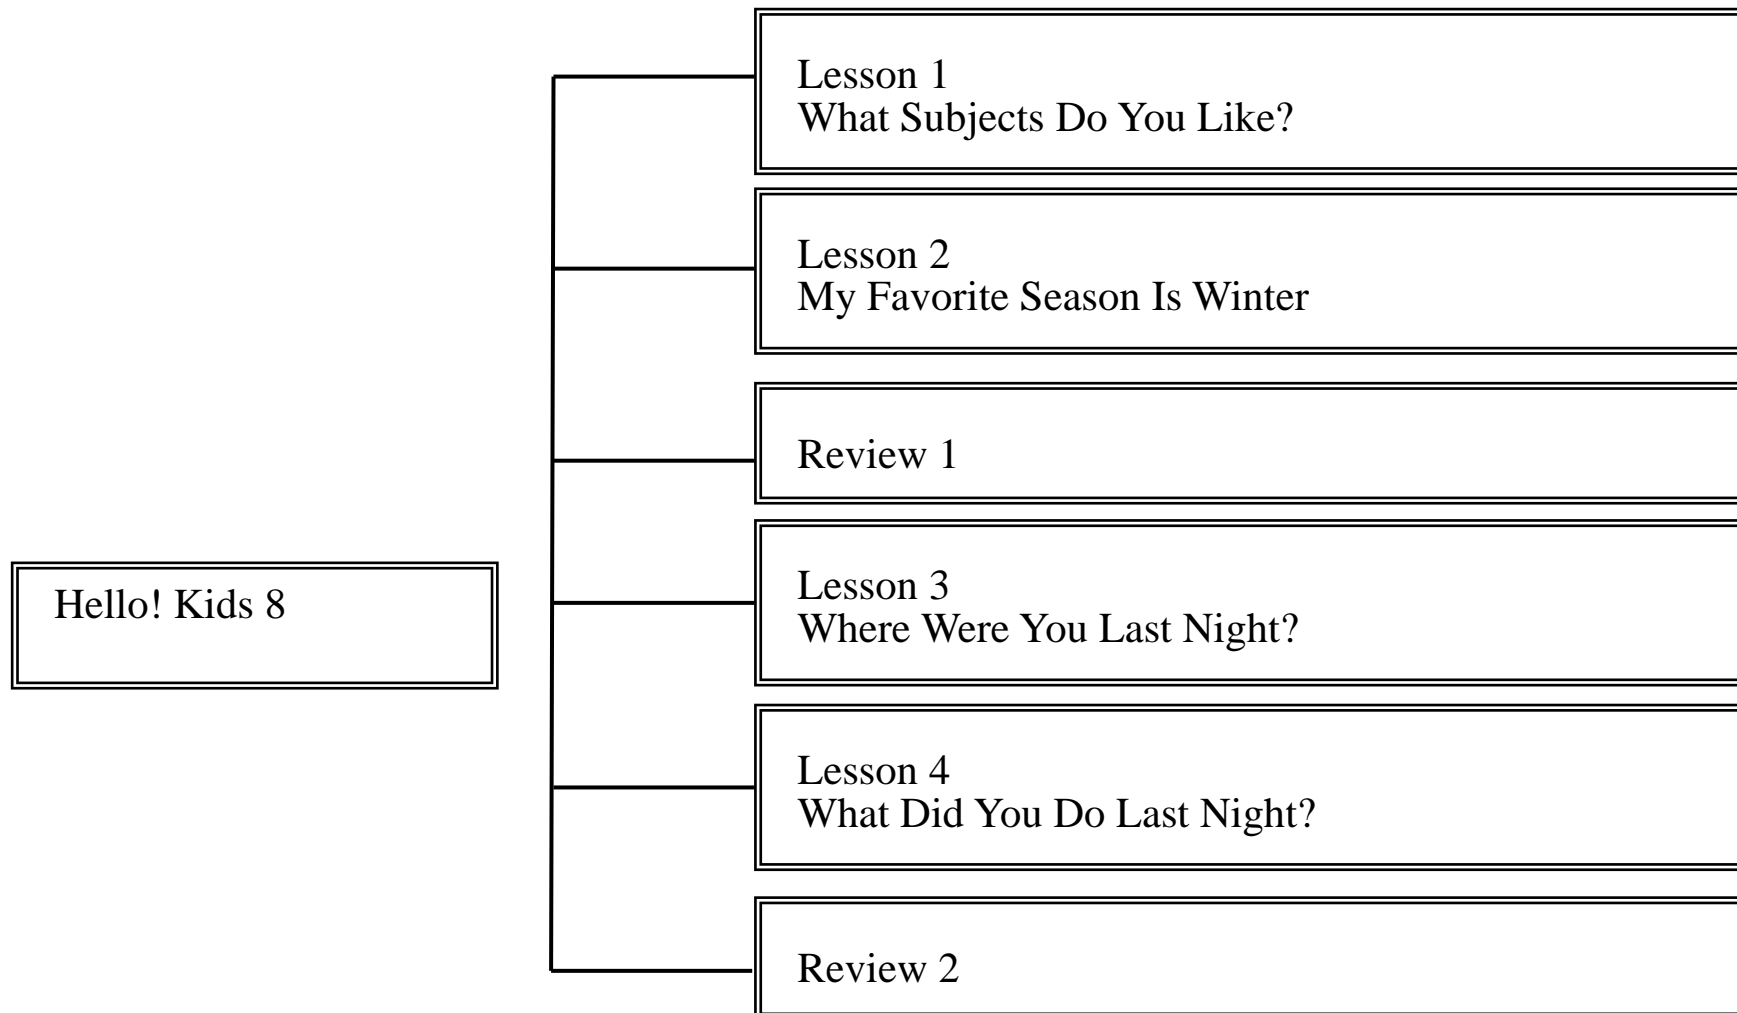 Hello! Kids 8
Lesson 1
What Subjects Do You Like?
Lesson 2
My Favorite Season Is Winter
Review 1
Lesson 3
Where Were You Last Night?
Lesson 4
What Did You Do Last Night?
Review 2